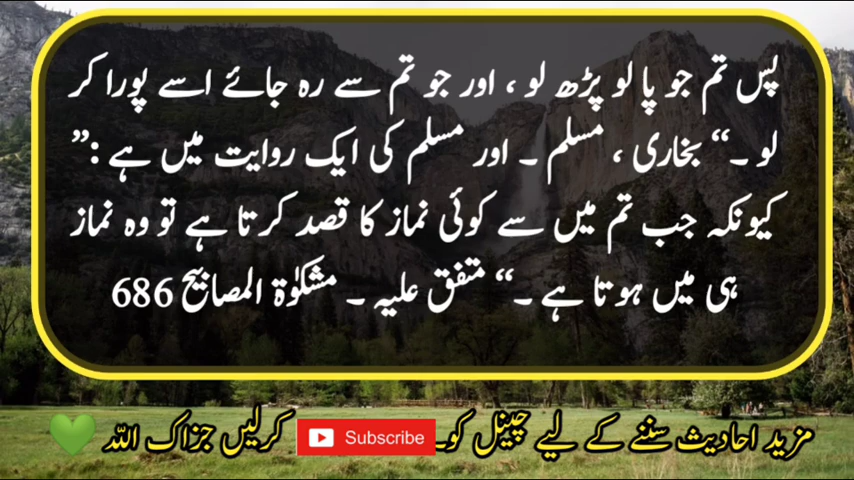 پس تم جو پا لو پڑھ لو ، اور جو تم سے رہ جائے اسے پورا کر
لو ۔“ بخاری ، مسلم ۔ اور مسلم کی ایک روایت میں ہے :”
کیونکہ جب تم میں سے کوئی نماز کا قصد کرتا ہے تو وہ نماز
ہی میں ہوتا ہے ۔“ متفق علیہ ۔ مشکوٰۃ المصابیح 686
مزید احادیث سننے کے لیے چینل کو Subscribe کرلیں جزاک اللہ